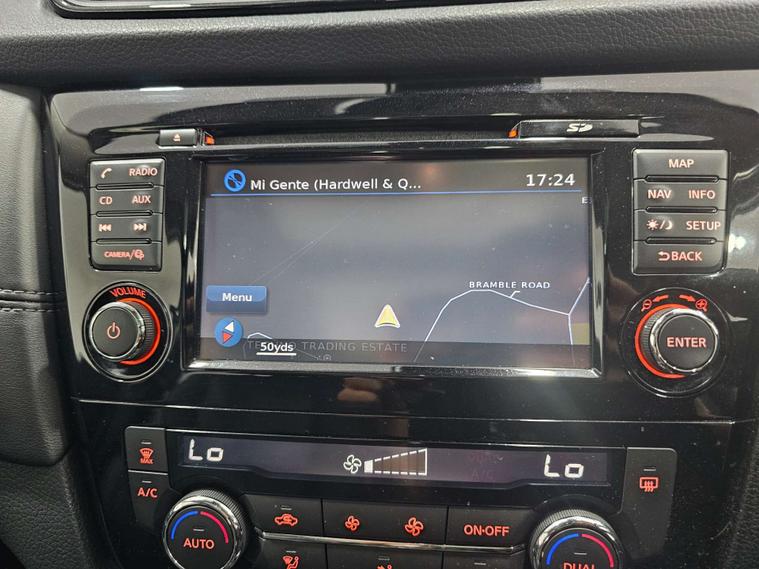 SD
RADIO
CD AUX
CAMERA/
VOLUME
Mi Gente (Hardwell & Q... 17:24
E
BRAMBLE ROAD
Menu
TRADING ESTATE
50yds
MAP
NAV INFO
SETUP
BACK
ENTER
Lo
Lo
MAX
A/C
AUTO
ON·OFF
DUAL